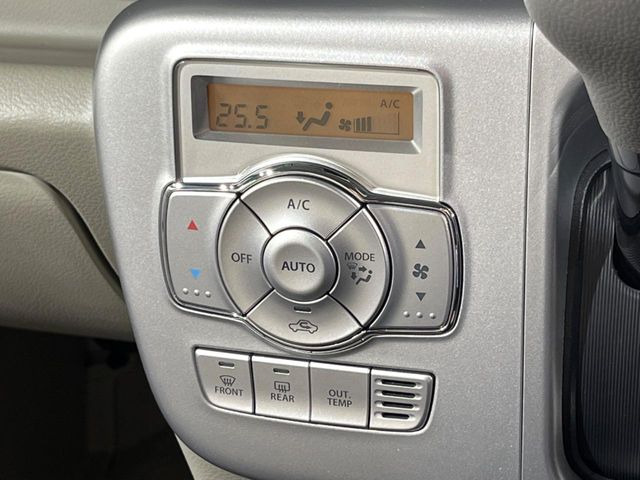 25.5 A/C
A/C
OFF AUTO MODE
FRONT REAR OUT.
TEMP